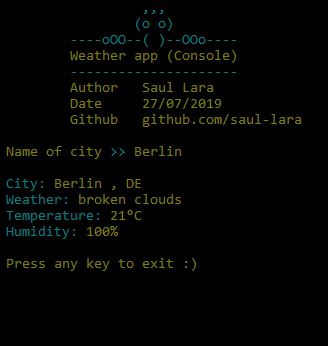 ,,,
(o o)
----oOO--( )--OOo----
Weather app (Console)
---------------------
Author Saul Lara
Date 27/07/2019
Github github.com/saul-lara
Name of city >> Berlin
City: Berlin , DE
Weather: broken clouds
Temperature: 21ºC
Humidity: 100%
Press any key to exit :)